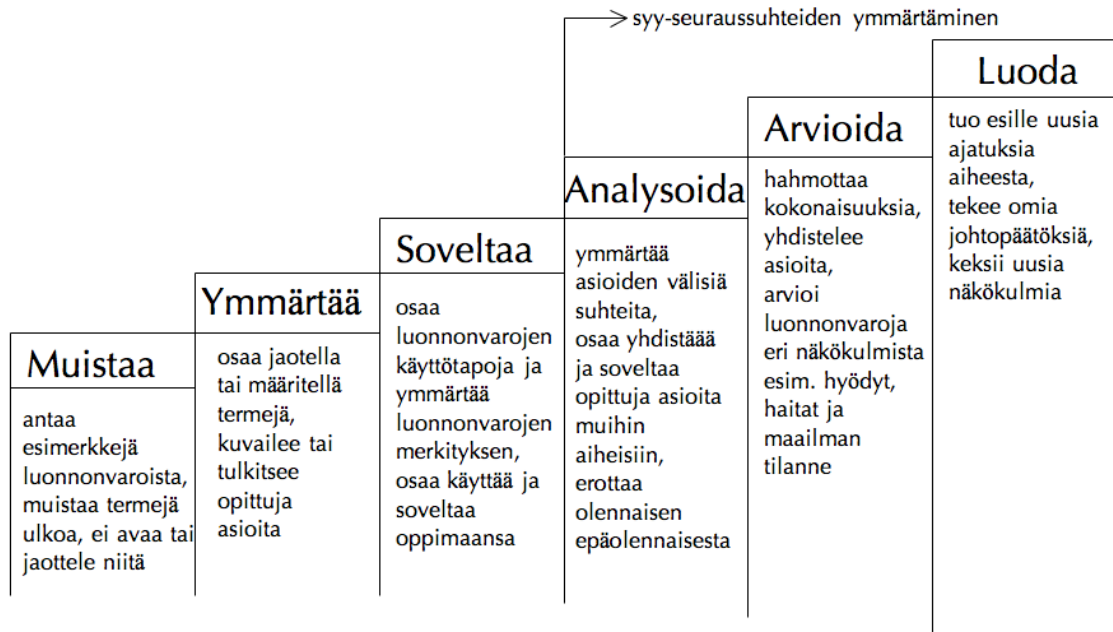 syy-seuraussuhteiden ymmärtäminen
Muistaa
antaa
esimerkkejä
luonnonvaroista,
muistaa termejä
ulkoa, ei avaa tai
jaottele niitä
Ymmärtää
osaa jaotella
tai määritellä
termejä,
kuvailee tai
tulkitsee
opittuja
asioita
Soveltaa
osaa
luonnonvarojen
käyttötapoja ja
ymmärtää
luonnonvarojen
merkityksen,
osaa käyttää ja
soveltaa
oppimaansa
Analysoida
ymmärtää
asioiden välisiä
suhteita,
osaa yhdistäää
ja soveltaa
opittuja asioita
muihin
aiheisiin,
erottaa
olennaisen
epäolennaisesta
Arvioida
hahmottaa
kokonaisuuksia,
yhdistelee
asioita,
arvioi
luonnonvaroja
eri näkökulmista
esim. hyödyt,
haitat ja
maailman
tilanne
Luoda
tuo esille uusia
ajatuksia
aiheesta,
tekee omia
johtopäätöksiä,
keksii uusia
näkökulmia